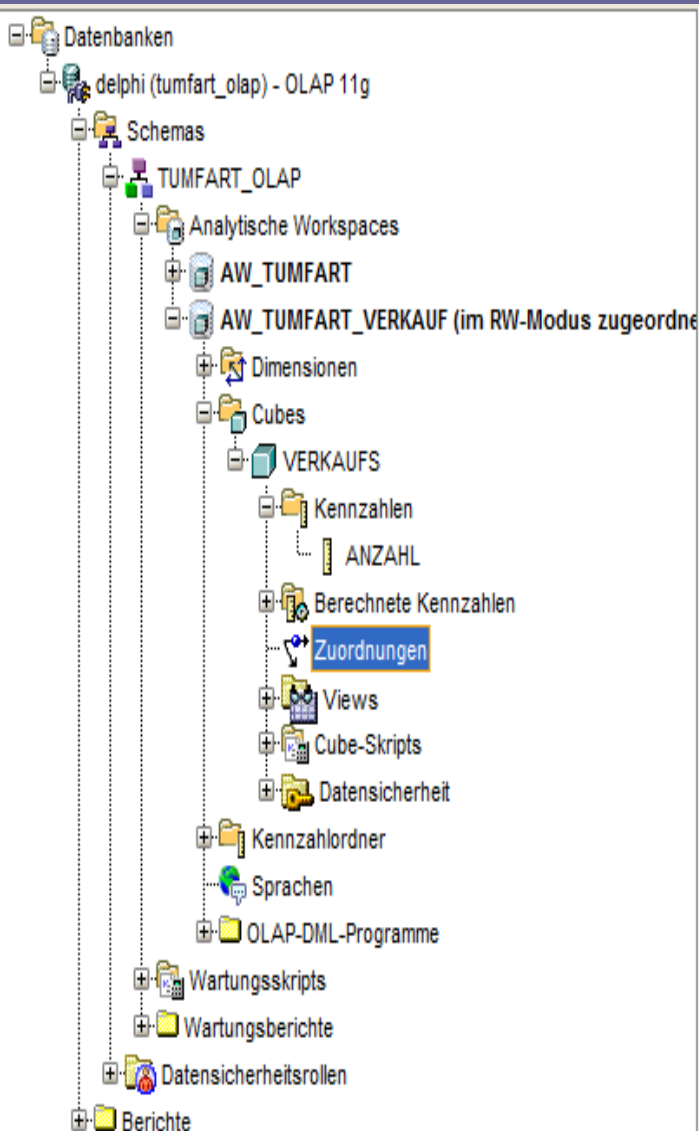 Datenbanken
delphi (tumfart_olap) - OLAP 11g
Schemas
TUMFART_OLAP
Analytische Workspaces
AW_TUMFART
AW_TUMFART_VERKAUF (im RW-Modus zugeordne
Dimensionen
Cubes
VERKAUFS
Kennzahlen
ANZAHL
Berechnete Kennzahlen
Zuordnungen
Views
Cube-Skripts
Datensicherheit
Kennzahlordner
Sprachen
OLAP-DML-Programme
Wartungsskripts
Wartungsberichte
Datensicherheitsrollen
Berichte